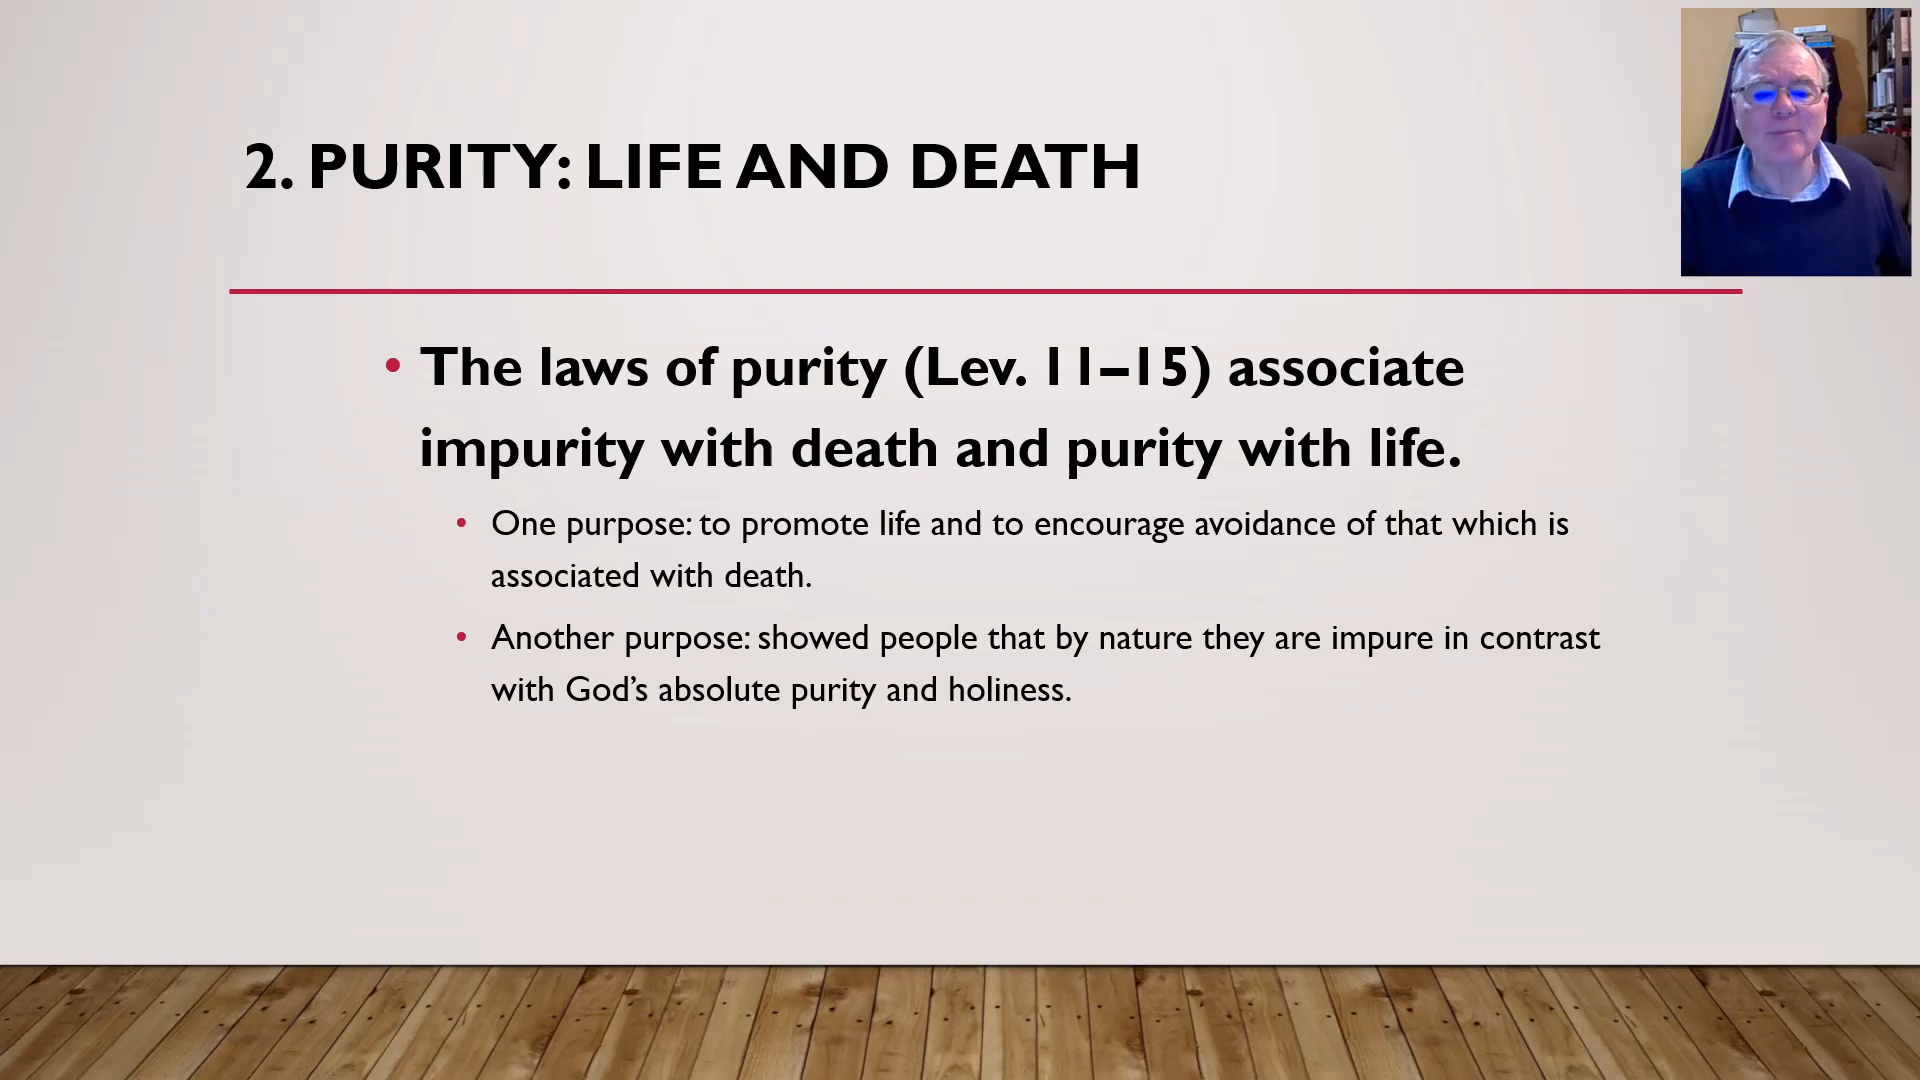 2. PURITY: LIFE AND DEATH
• The laws of purity (Lev. 11–15) associate
impurity with death and purity with life.
• One purpose: to promote life and to encourage avoidance of that which is
associated with death.
• Another purpose: showed people that by nature they are impure in contrast
with God’s absolute purity and holiness.